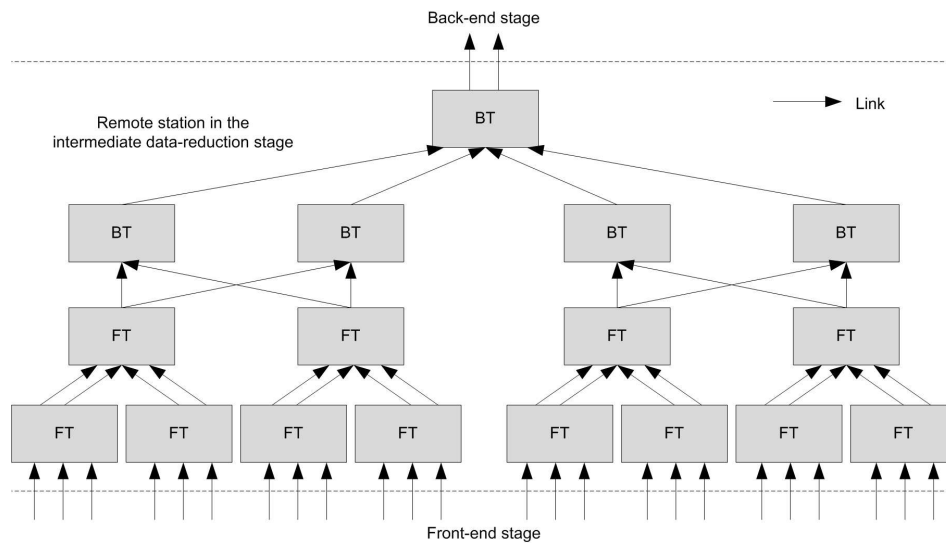 Back-end stage
BT
Link
Remote station in the
intermediate data-reduction stage
BT
BT
BT
BT
FT
FT
FT
FT
FT
FT
FT
FT
FT
FT
FT
FT
Front-end stage